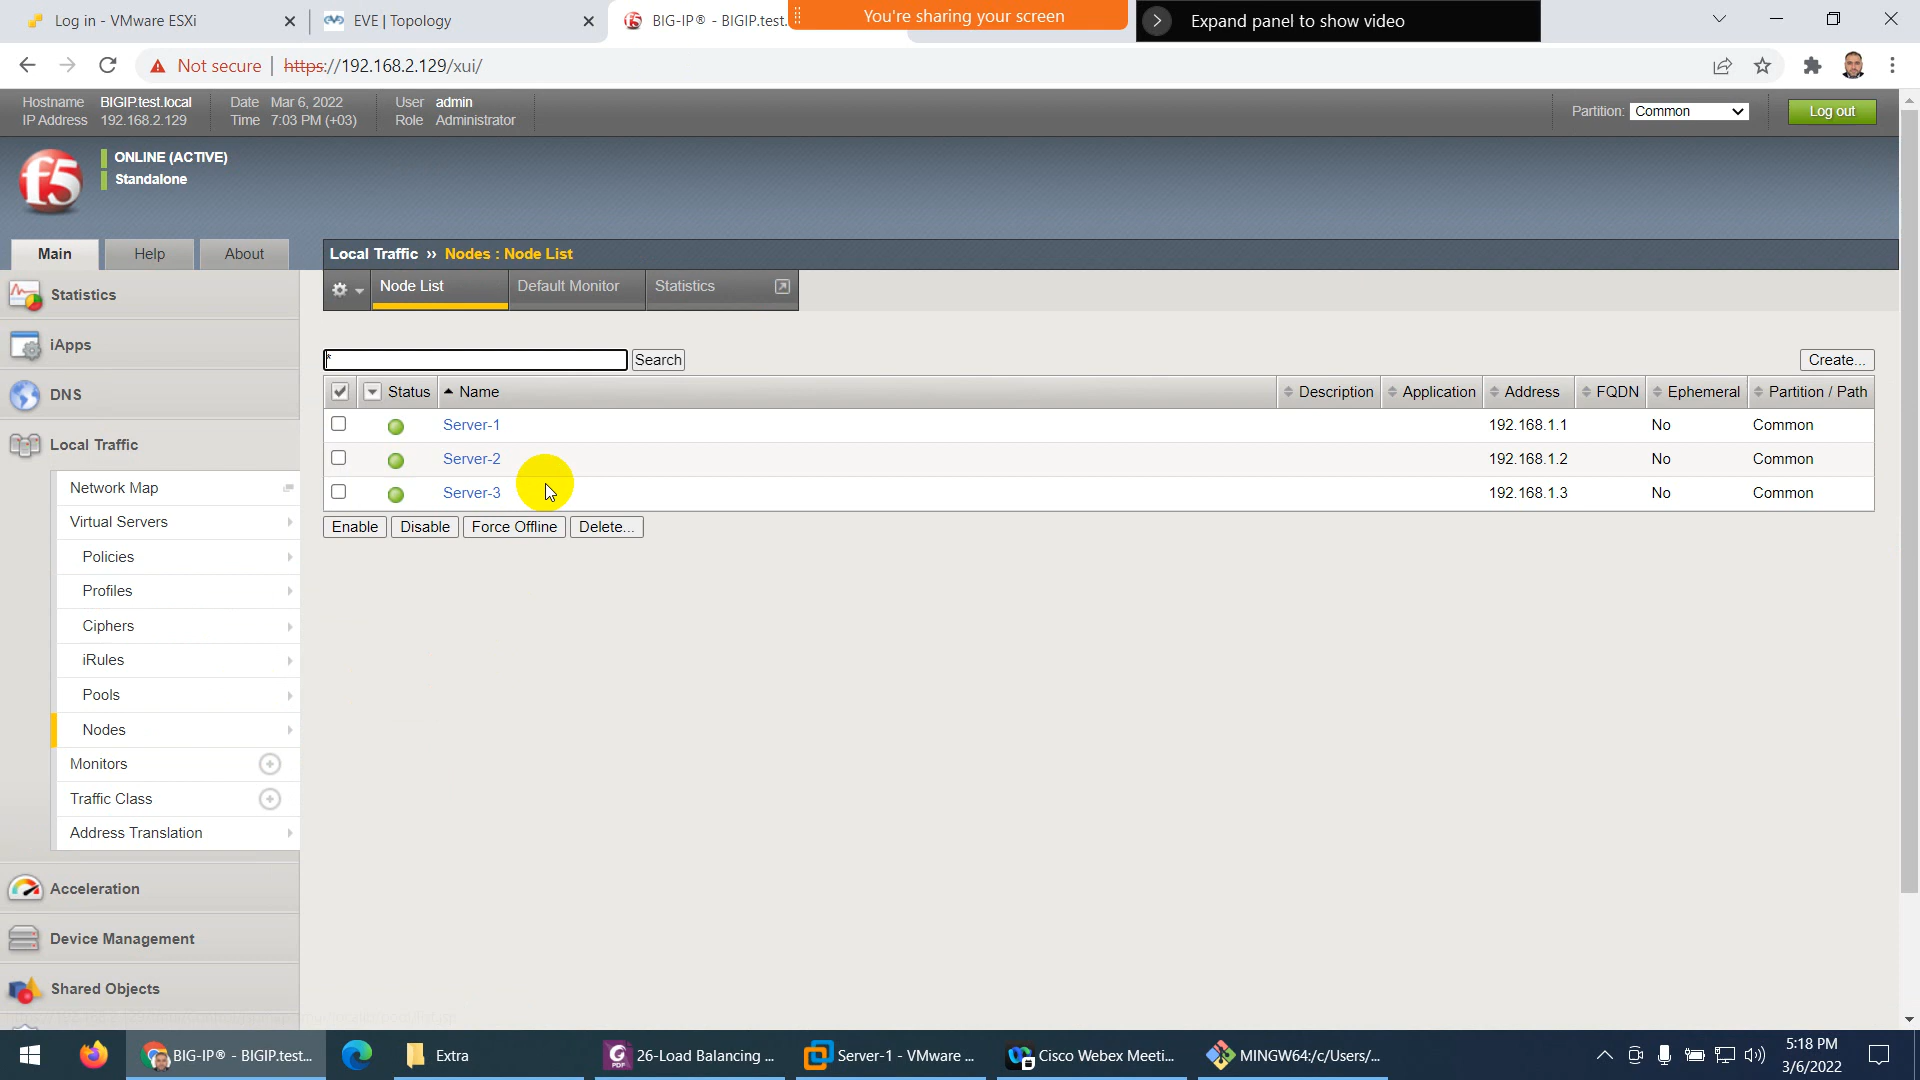 Log in - VMware ESXi
EVE | Topology
BIG-IP® - BIGIP.test.
You're sharing your screen
Expand panel to show video
Not secure
https://192.168.2.129/xui/
Hostname BIGIP.test.local
IP Address 192.168.2.129
Date Mar 6, 2022
Time 7:03 PM (+03)
User admin
Role Administrator
Partition: Common
Log out
f5
ONLINE (ACTIVE)
Standalone
Main
Help
About
Local Traffic ›› Nodes : Node List
Node List
Default Monitor
Statistics
*
Search
Create...
Status Name Description Application Address FQDN Ephemeral Partition / Path
Server-1 192.168.1.1 No Common
Server-2 192.168.1.2 No Common
Server-3 192.168.1.3 No Common
Enable Disable Force Offline Delete...
Statistics
iApps
DNS
Local Traffic
Network Map
Virtual Servers
Policies
Profiles
Ciphers
iRules
Pools
Nodes
Monitors
Traffic Class
Address Translation
Acceleration
Device Management
Shared Objects
BIG-IP® - BIGIP.test...
Extra
PDF
26-Load Balancing ...
Server-1 - VMware ...
Cisco Webex Meeti...
MINGW64:/c/Users/...
5:18 PM
3/6/2022